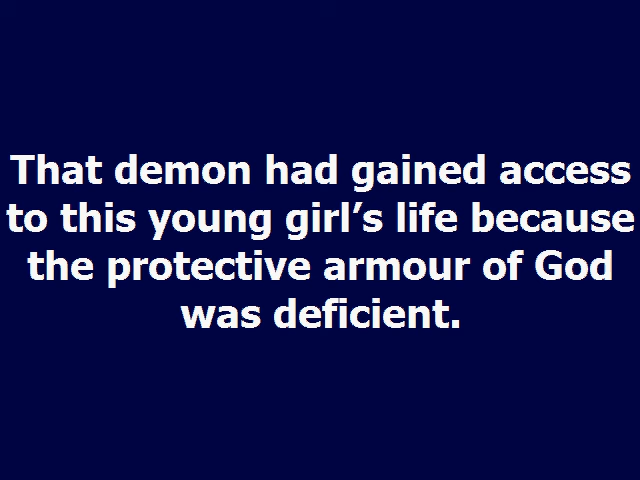 That demon had gained access
to this young girl’s life because
the protective armour of God
was deficient.